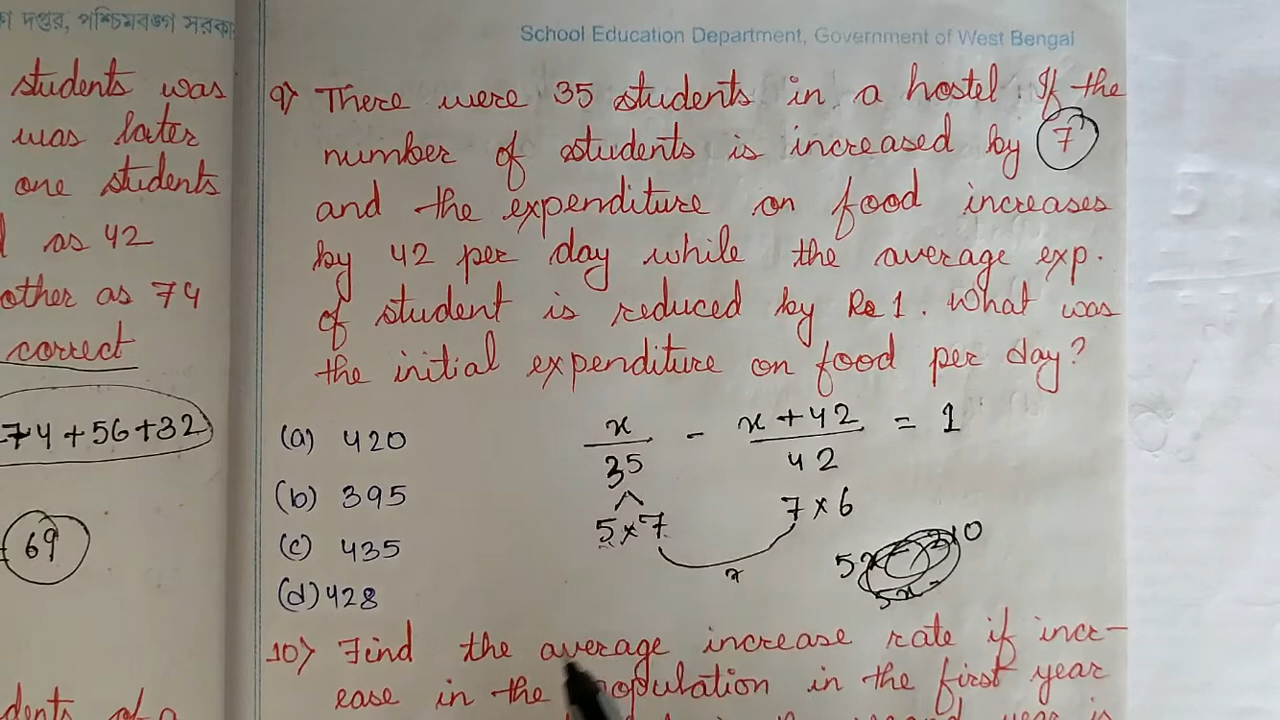 দপ্তর, পশ্চিমবঙ্গ সরকার
students was
was later
one students
as 42
other as 74
correct
74+56+32
69
School Education Department, Government of West Bengal
9) There were 35 students in a hostel. If the
number of students is increased by 7
and the expenditure on food increases
by 42 per day while the average exp.
of student is reduced by Rs 1. What was
the initial expenditure on food per day?
(a) 420
(b) 395
(c) 435
(d) 428
x/35 - x+42/42 = 1
5×7 7×6
x
10) Find the average increase rate if incr-
ease in the population in the first year